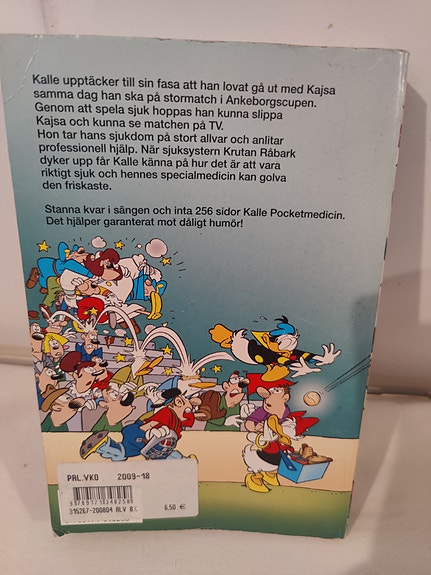 Kalle upptäcker till sin fasa att han lovat gå ut med Kajsa
samma dag han ska på stormatch i Ankeborgscupen.
Genom att spela sjuk hoppas han kunna slippa
Kajsa och kunna se matchen på TV.
Hon tar hans sjukdom på stort allvar och anlitar
professionell hjälp. När sjuksystern Krutan Råbark
dyker upp får Kalle känna på hur det är att vara
riktigt sjuk och hennes specialmedicin kan golva
den friskaste.
Stanna kvar i sängen och inta 256 sidor Kalle Pocketmedicin.
Det hjälper garanterat mot dåligt humör!
PAL.VKO 2009-18
315267-200804 ALV 8%
6.50 €